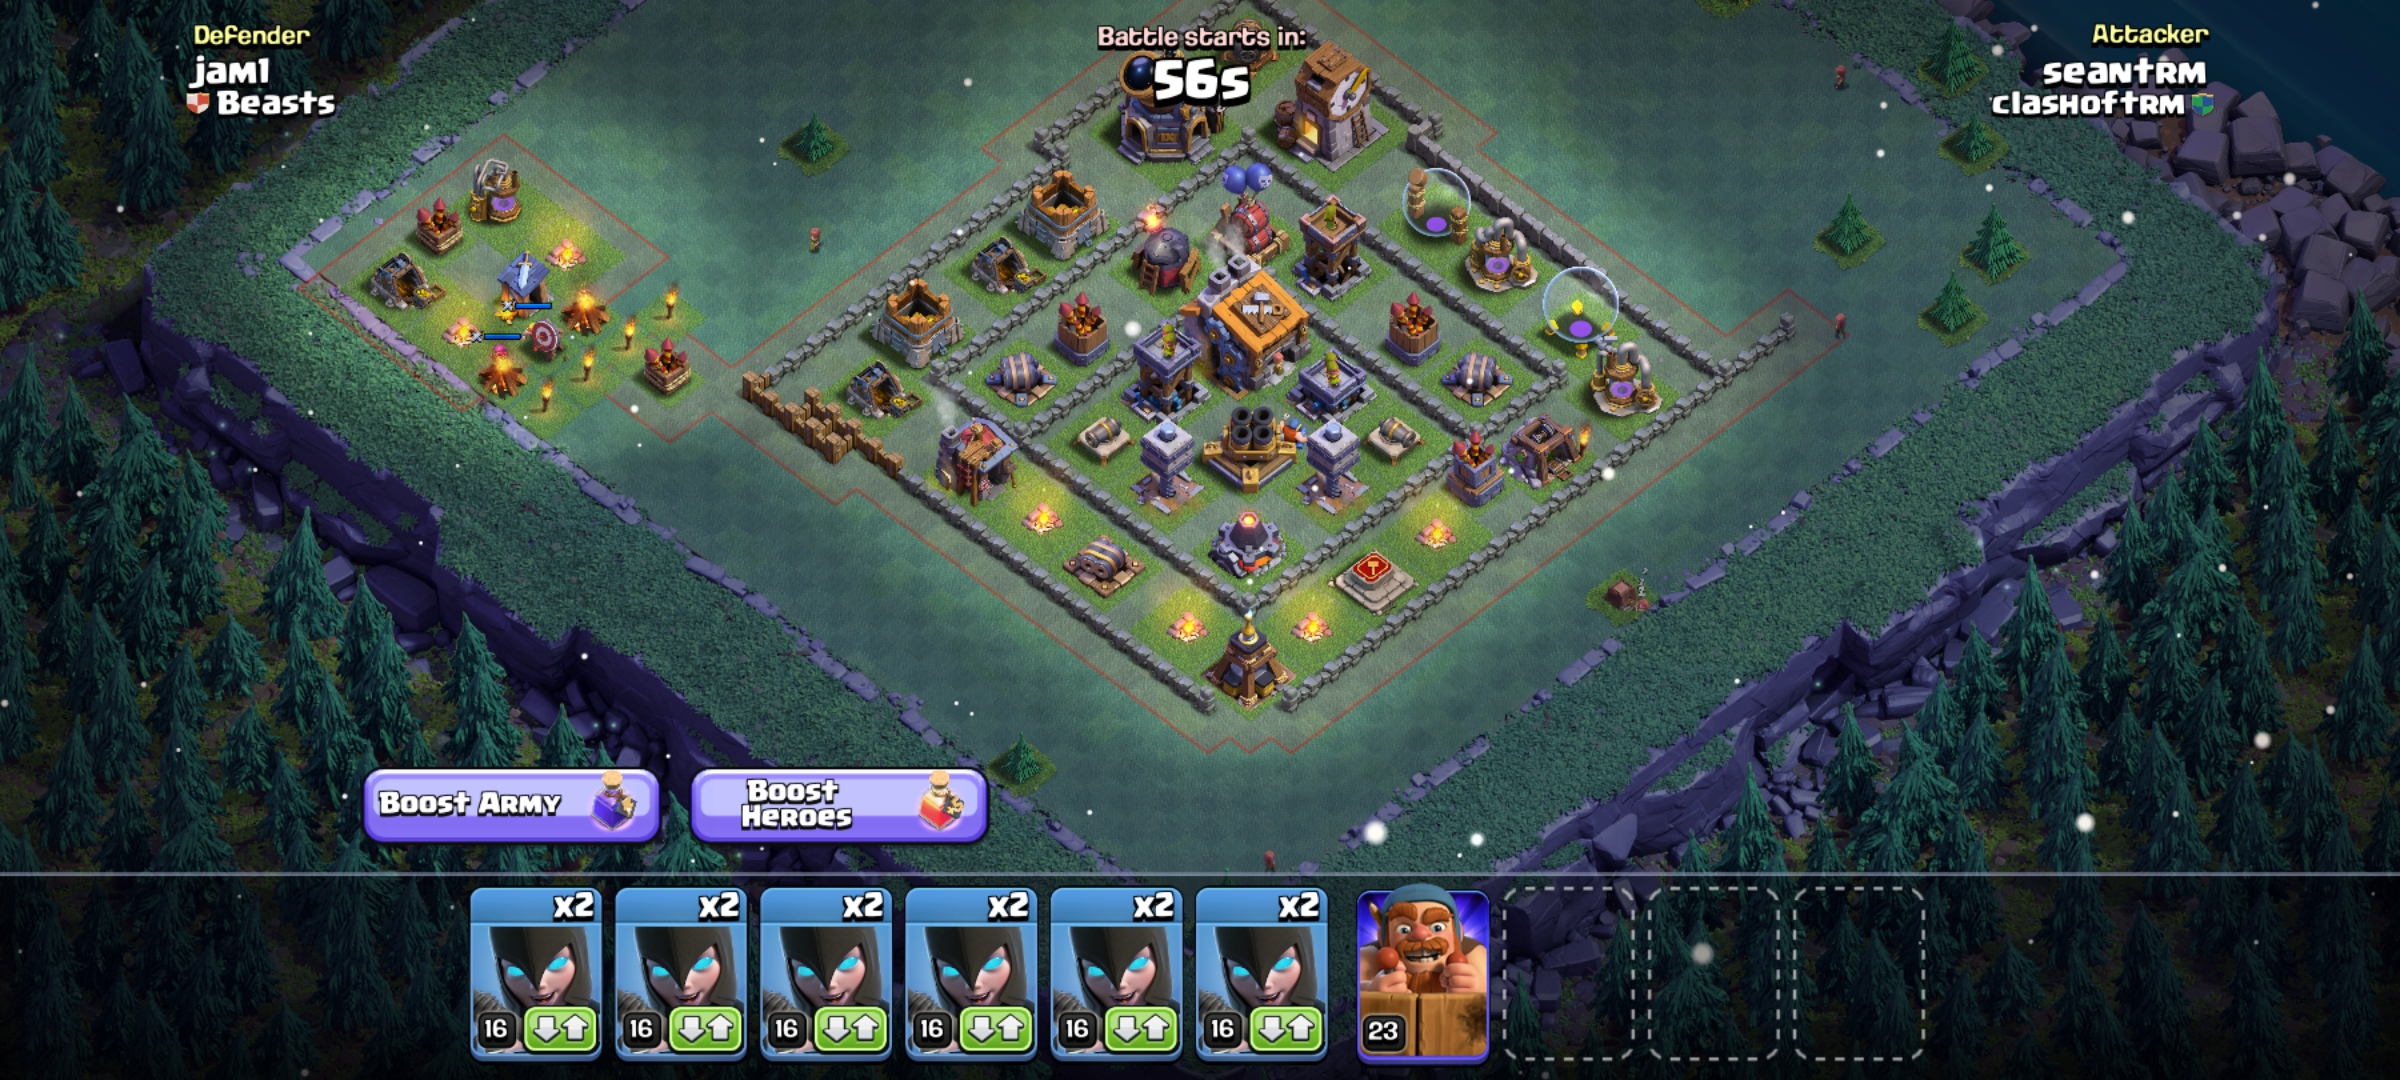 Defender
jam1
Beasts
Battle starts in:
56s
Attacker
seantRM
clashoftRM
Boost Army
Boost
Heroes
x2
x2
x2
x2
x2
x2
16
16
16
16
16
16
23